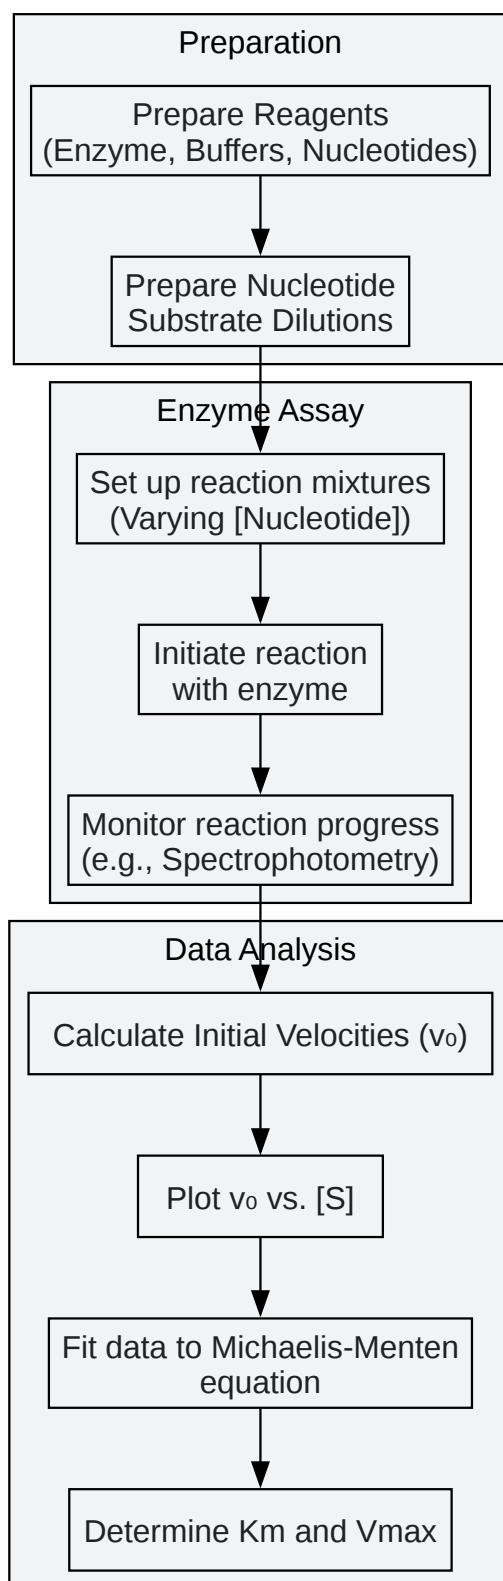 Preparation
Prepare Reagents
(Enzyme, Buffers, Nucleotides)
Prepare Nucleotide
Substrate Dilutions
Enzyme Assay
Set up reaction mixtures
(Varying [Nucleotide])
Initiate reaction
with enzyme
Monitor reaction progress
(e.g., Spectrophotometry)
Data Analysis
Calculate Initial Velocities (v₀)
Plot v₀ vs. [S]
Fit data to Michaelis-Menten
equation
Determine Km and Vmax